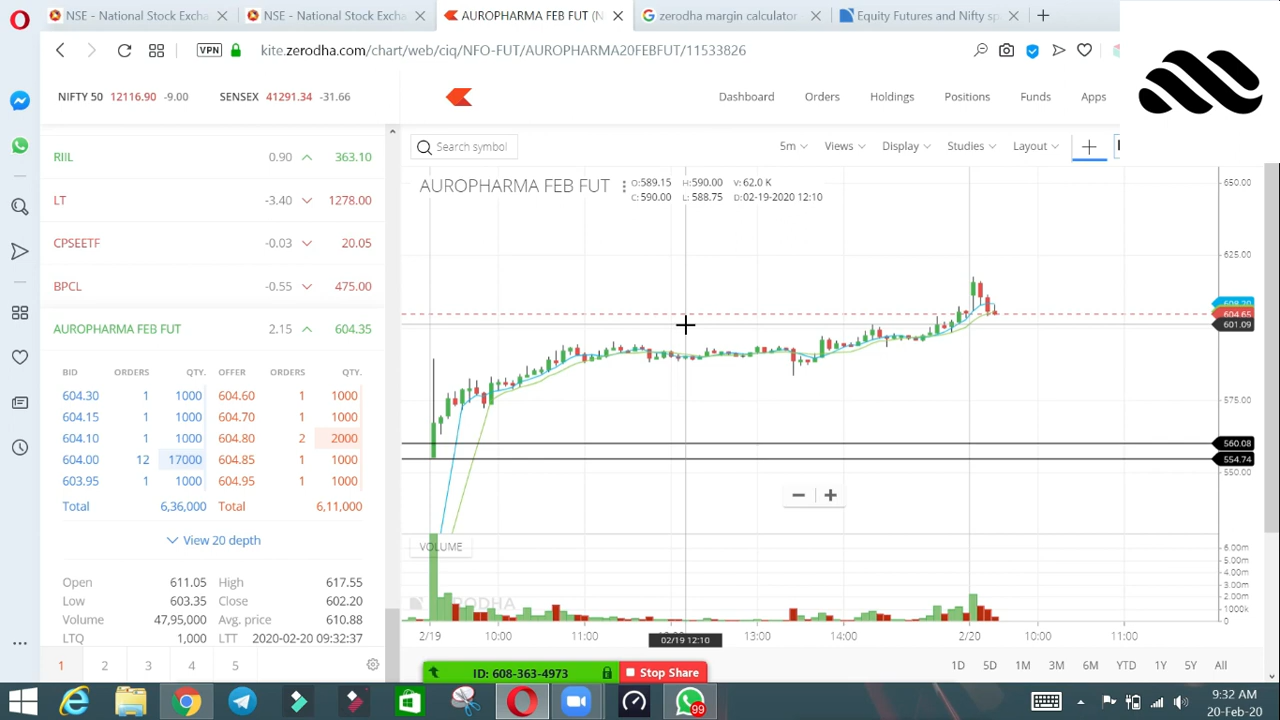 NSE - National Stock Excha
NSE - National Stock Exch
AUROPHARMA FEB FUT (N
zerodha margin calculator
Equity Futures and Nifty sp
VPN
kite.zerodha.com/chart/web/ciq/NFO-FUT/AUROPHARMA20FEBFUT/11533826
NIFTY 50 12116.90 -9.00 SENSEX 41291.34 -31.66
Dashboard Orders Holdings Positions Funds Apps
Search symbol
5m Views Display Studies Layout
RIIL 0.90 363.10
LT -3.40 1278.00
CPSEETF -0.03 20.05
BPCL -0.55 475.00
AUROPHARMA FEB FUT 2.15 604.35
BID ORDERS QTY. OFFER ORDERS QTY.
604.30 1 1000 604.60 1 1000
604.15 1 1000 604.70 1 1000
604.10 1 1000 604.80 2 2000
604.00 12 17000 604.85 1 1000
603.95 1 1000 604.95 1 1000
Total 6,36,000 Total 6,11,000
View 20 depth
Open 611.05 High 617.55
Low 603.35 Close 602.20
Volume 47,95,000 Avg. price 610.88
LTQ 1,000 LTT 2020-02-20 09:32:37
1 2 3 4 5
AUROPHARMA FEB FUT
O:589.15 H:590.00 V:62.0 K
C:590.00 L:588.75 D:02-19-2020 12:10
650.00
625.00
608.20
604.65
601.09
575.00
560.08
554.74
550.00
VOLUME
6.00m
5.00m
4.00m
3.00m
2.00m
1000k
0
ZERODHA
2/19 10:00 11:00 13:00 14:00 2/20 10:00 11:00
02/19 12:10
1D 5D 1M 3M 6M YTD 1Y All
ID: 608-363-4973 Stop Share
99
9:32 AM
20-Feb-20